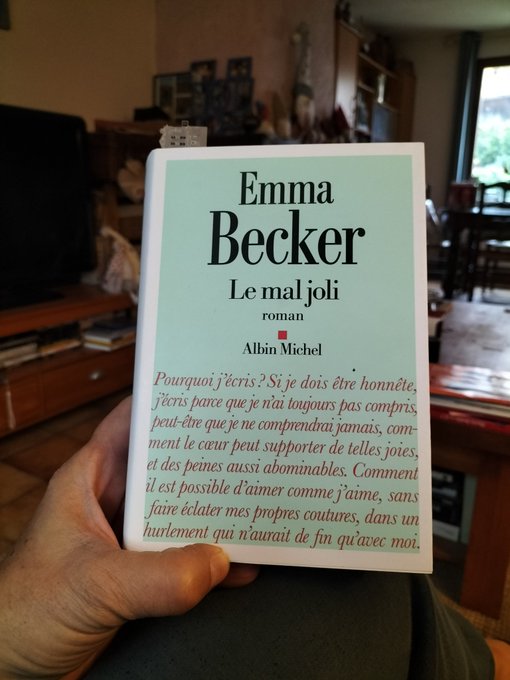 Emma
Becker
Le mal joli
roman
Albin Michel
Pourquoi j'écris ? Si je dois être honnête,
j'écris parce que je n'ai toujours pas compris,
peut-être que je ne comprendrai jamais, com-
ment le cœur peut supporter de telles joies,
et des peines aussi abominables. Comment
il est possible d'aimer comme j'aime, sans
faire éclater mes propres coutures, dans un
hurlement qui n'aurait de fin qu'avec moi.